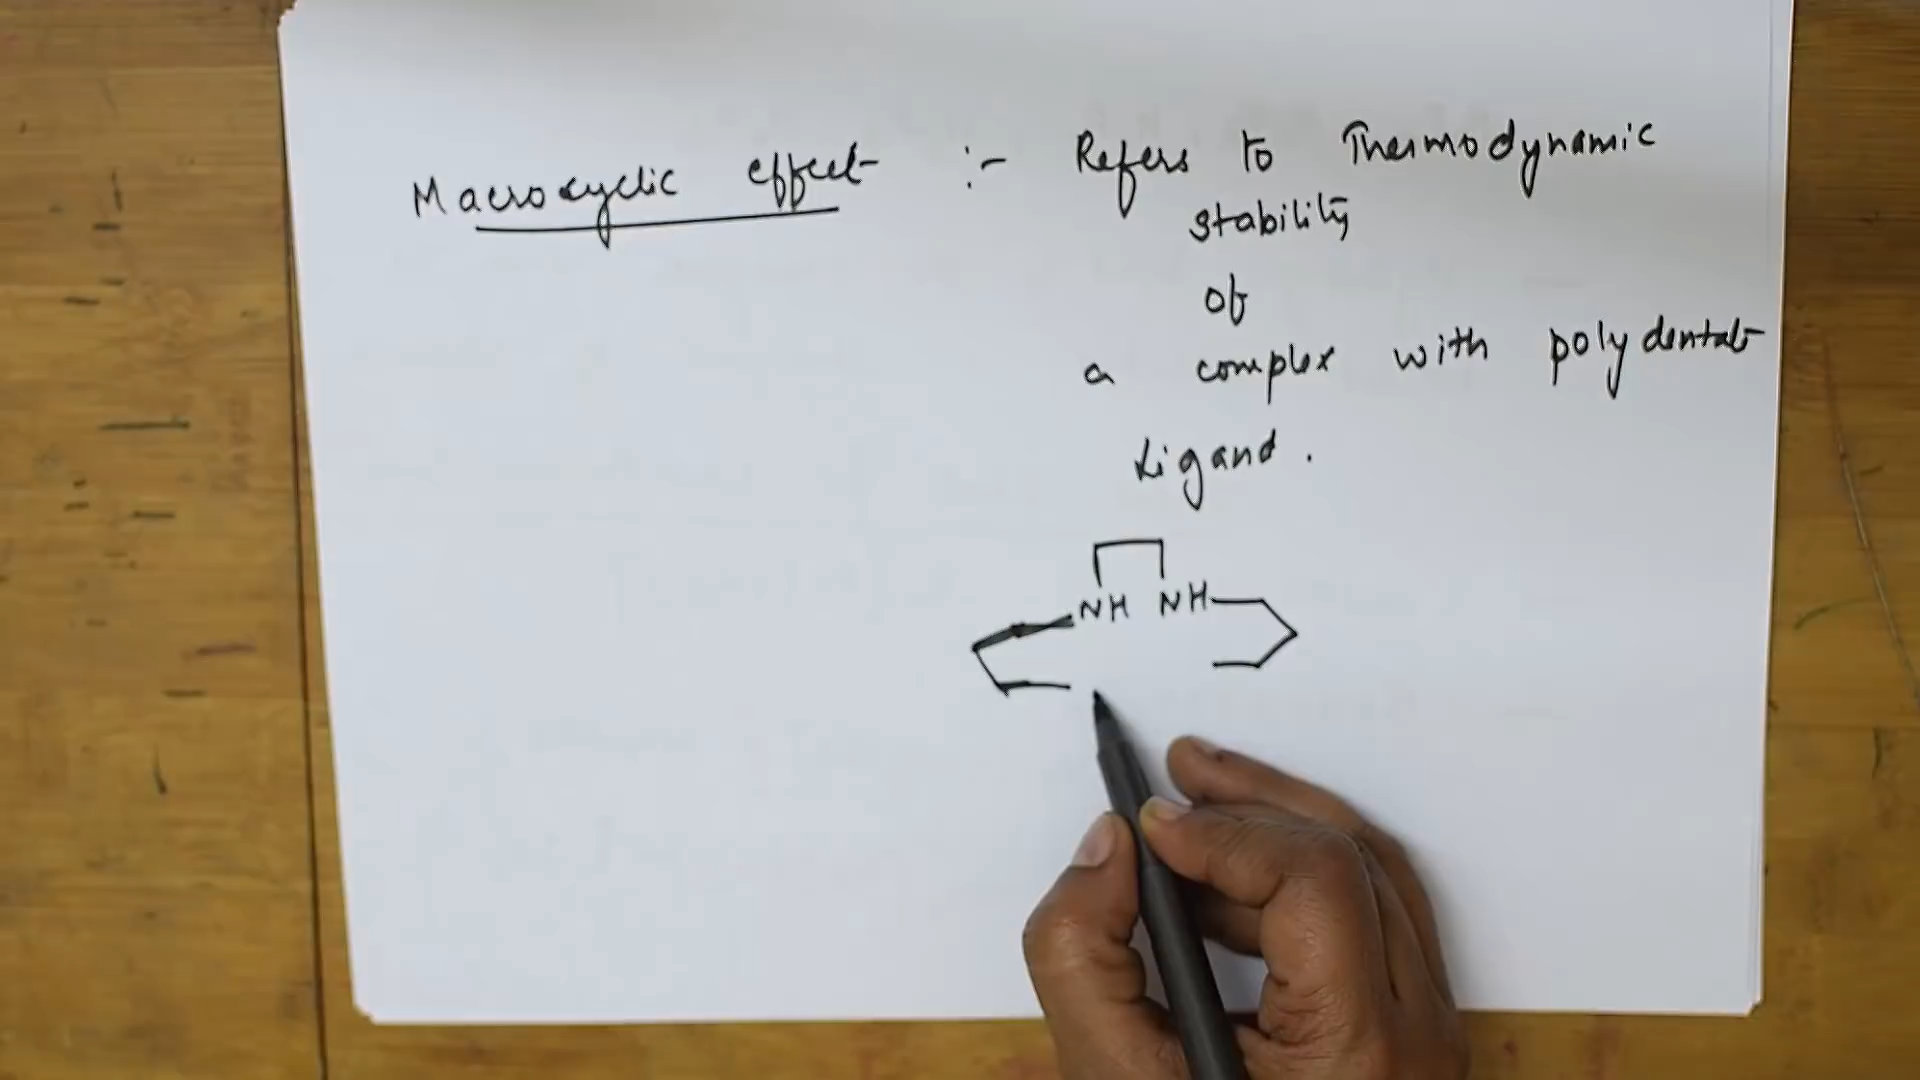 Macrocyclic effect :- Refers to Thermodynamic
stability
of
a complex with polydentate
Ligand.
NH NH